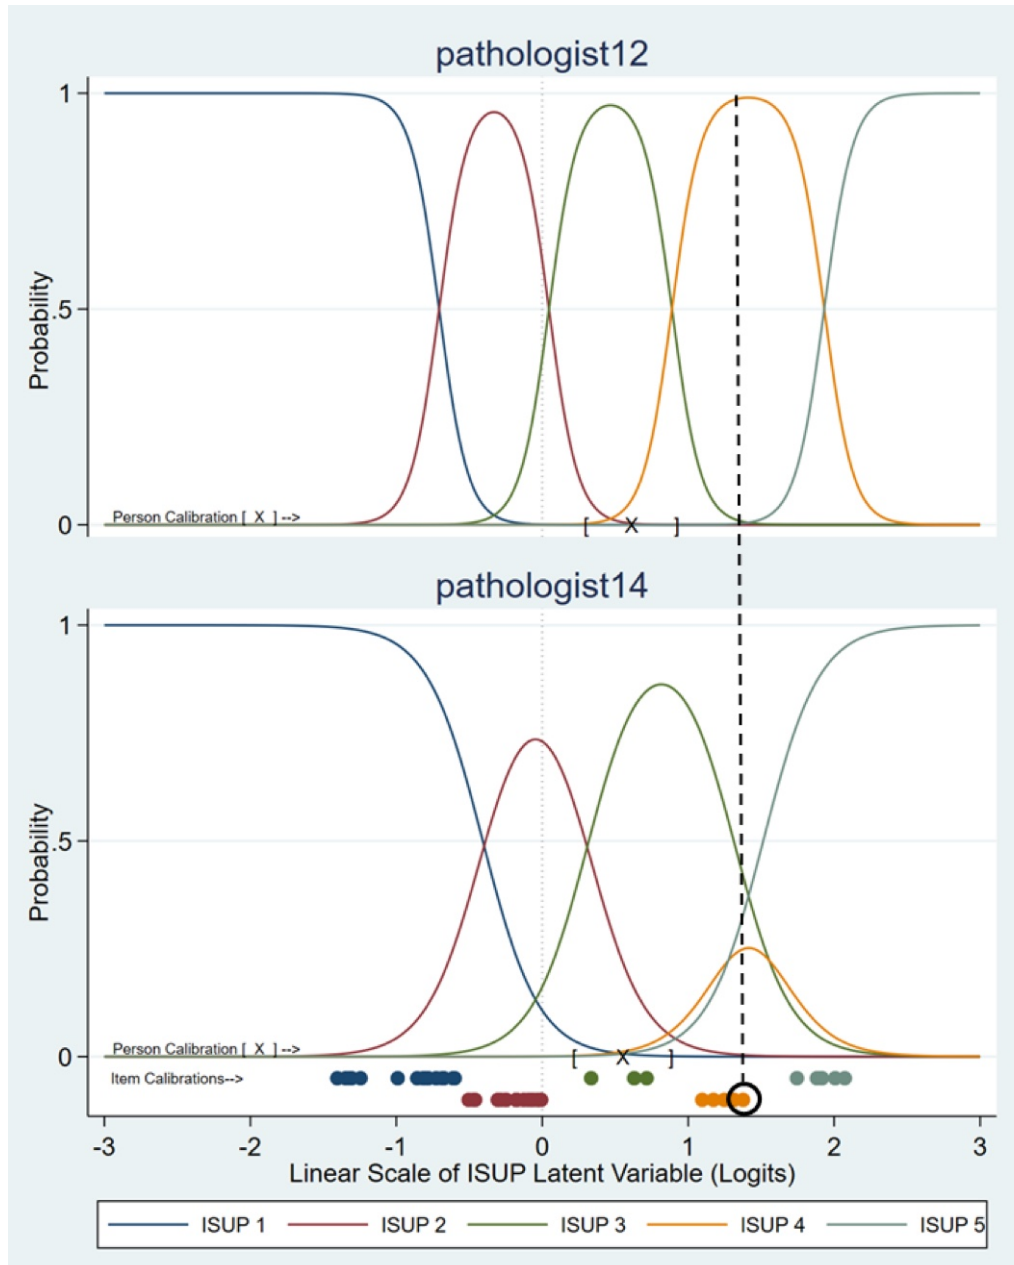 pathologist12
1
.5
0
Probability
Person Calibration [ X ] -->
[ X ]
pathologist14
1
.5
0
Probability
Person Calibration [ X ] -->
[ X ]
Item Calibrations-->
-3 -2 -1 0 1 2 3
Linear Scale of ISUP Latent Variable (Logits)
ISUP 1 ISUP 2 ISUP 3 ISUP 4 ISUP 5